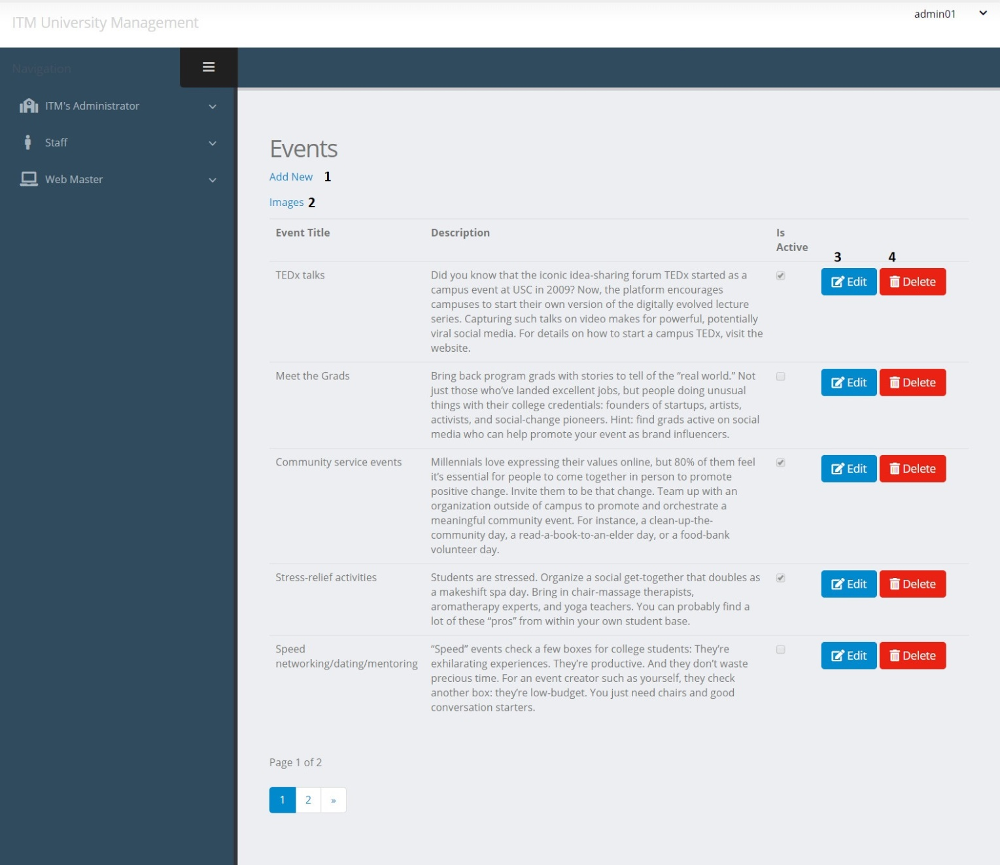 ITM University Management
admin01
Navigation
ITM's Administrator
Staff
Web Master
Events
Add New 1
Images 2
Event Title Description Is
Active
3 4
TEDx talks Did you know that the iconic idea-sharing forum TEDx started as a Edit Delete
campus event at USC in 2009? Now, the platform encourages
campuses to start their own version of the digitally evolved lecture
series. Capturing such talks on video makes for powerful, potentially
viral social media. For details on how to start a campus TEDx, visit the
website.
Meet the Grads Bring back program grads with stories to tell of the “real world.” Not Edit Delete
just those who’ve landed excellent jobs, but people doing unusual
things with their college credentials: founders of startups, artists,
activists, and social-change pioneers. Hint: find grads active on social
media who can help promote your event as brand influencers.
Community service events Millennials love expressing their values online, but 80% of them feel Edit Delete
it’s essential for people to come together in person to promote
positive change. Invite them to be that change. Team up with an
organization outside of campus to promote and orchestrate a
meaningful community event. For instance, a clean-up-the-
community day, a read-a-book-to-an-elder day, or a food-bank
volunteer day.
Stress-relief activities Students are stressed. Organize a social get-together that doubles as Edit Delete
a makeshift spa day. Bring in chair-massage therapists,
aromatherapy experts, and yoga teachers. You can probably find a
lot of these “pros” from within your own student base.
Speed “Speed” events check a few boxes for college students: They’re Edit Delete
networking/dating/mentoring exhilarating experiences. They’re productive. And they don’t waste
precious time. For an event creator such as yourself, they check
another box: they’re low-budget. You just need chairs and good
conversation starters.
Page 1 of 2
1 2 »